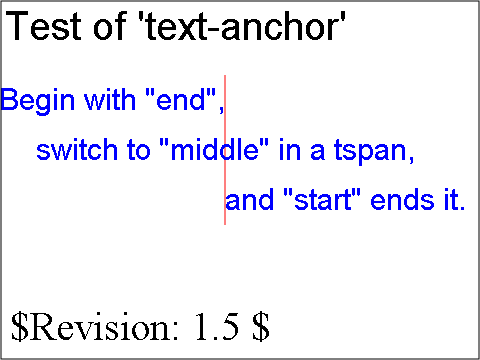 Test of 'text-anchor'
Begin with "end",
switch to "middle" in a tspan,
and "start" ends it.
$Revision: 1.5 $